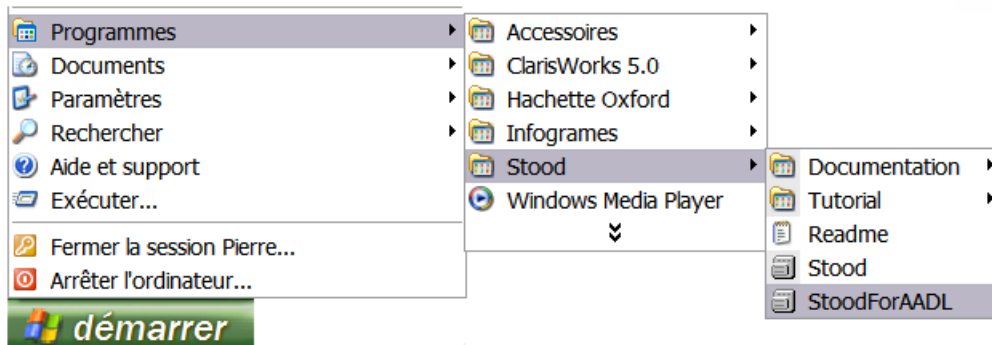 Programmes
Documents
Paramètres
Rechercher
Aide et support
Exécuter...
Fermer la session Pierre...
Arrêter l'ordinateur...
démarrer
Accessoires
ClarisWorks 5.0
Hachette Oxford
Infogrames
Stood
Windows Media Player
Documentation
Tutorial
Readme
Stood
StoodForAADL